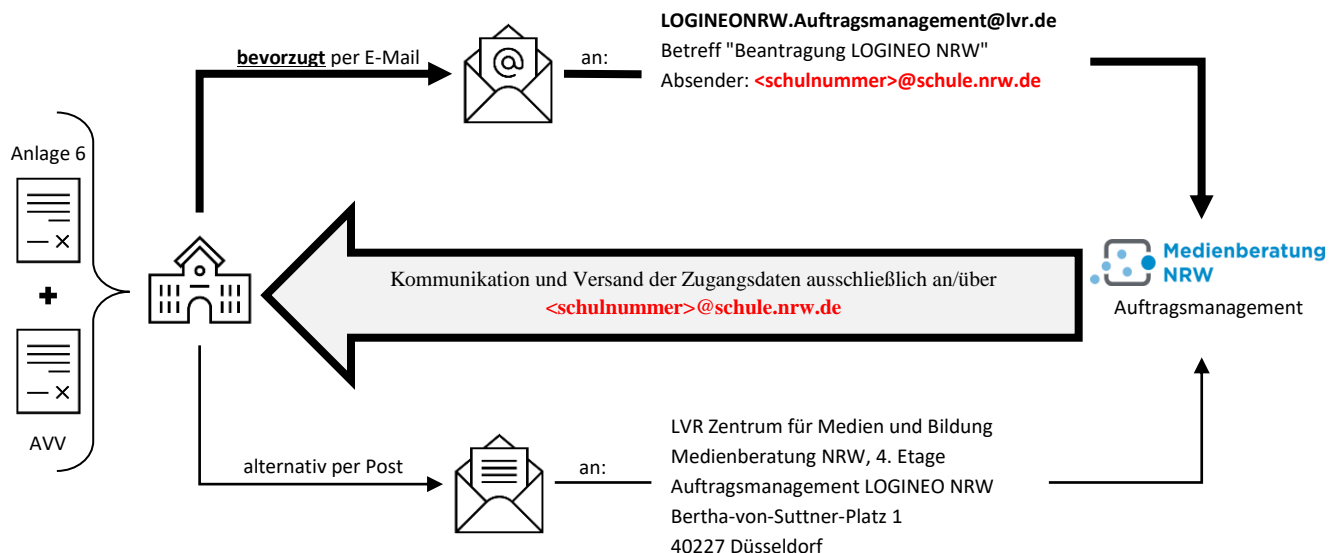 LOGINEONRW.Auftragsmanagement@lvr.de
bevorzugt per E-Mail
an:
Betreff "Beantragung LOGINEO NRW"
Absender: <schulnummer>@schule.nrw.de
Anlage 6
AVV
Kommunikation und Versand der Zugangsdaten ausschließlich an/über
<schulnummer>@schule.nrw.de
Medienberatung
NRW
Auftragsmanagement
alternativ per Post
an:
LVR Zentrum für Medien und Bildung
Medienberatung NRW, 4. Etage
Auftragsmanagement LOGINEO NRW
Bertha-von-Suttner-Platz 1
40227 Düsseldorf